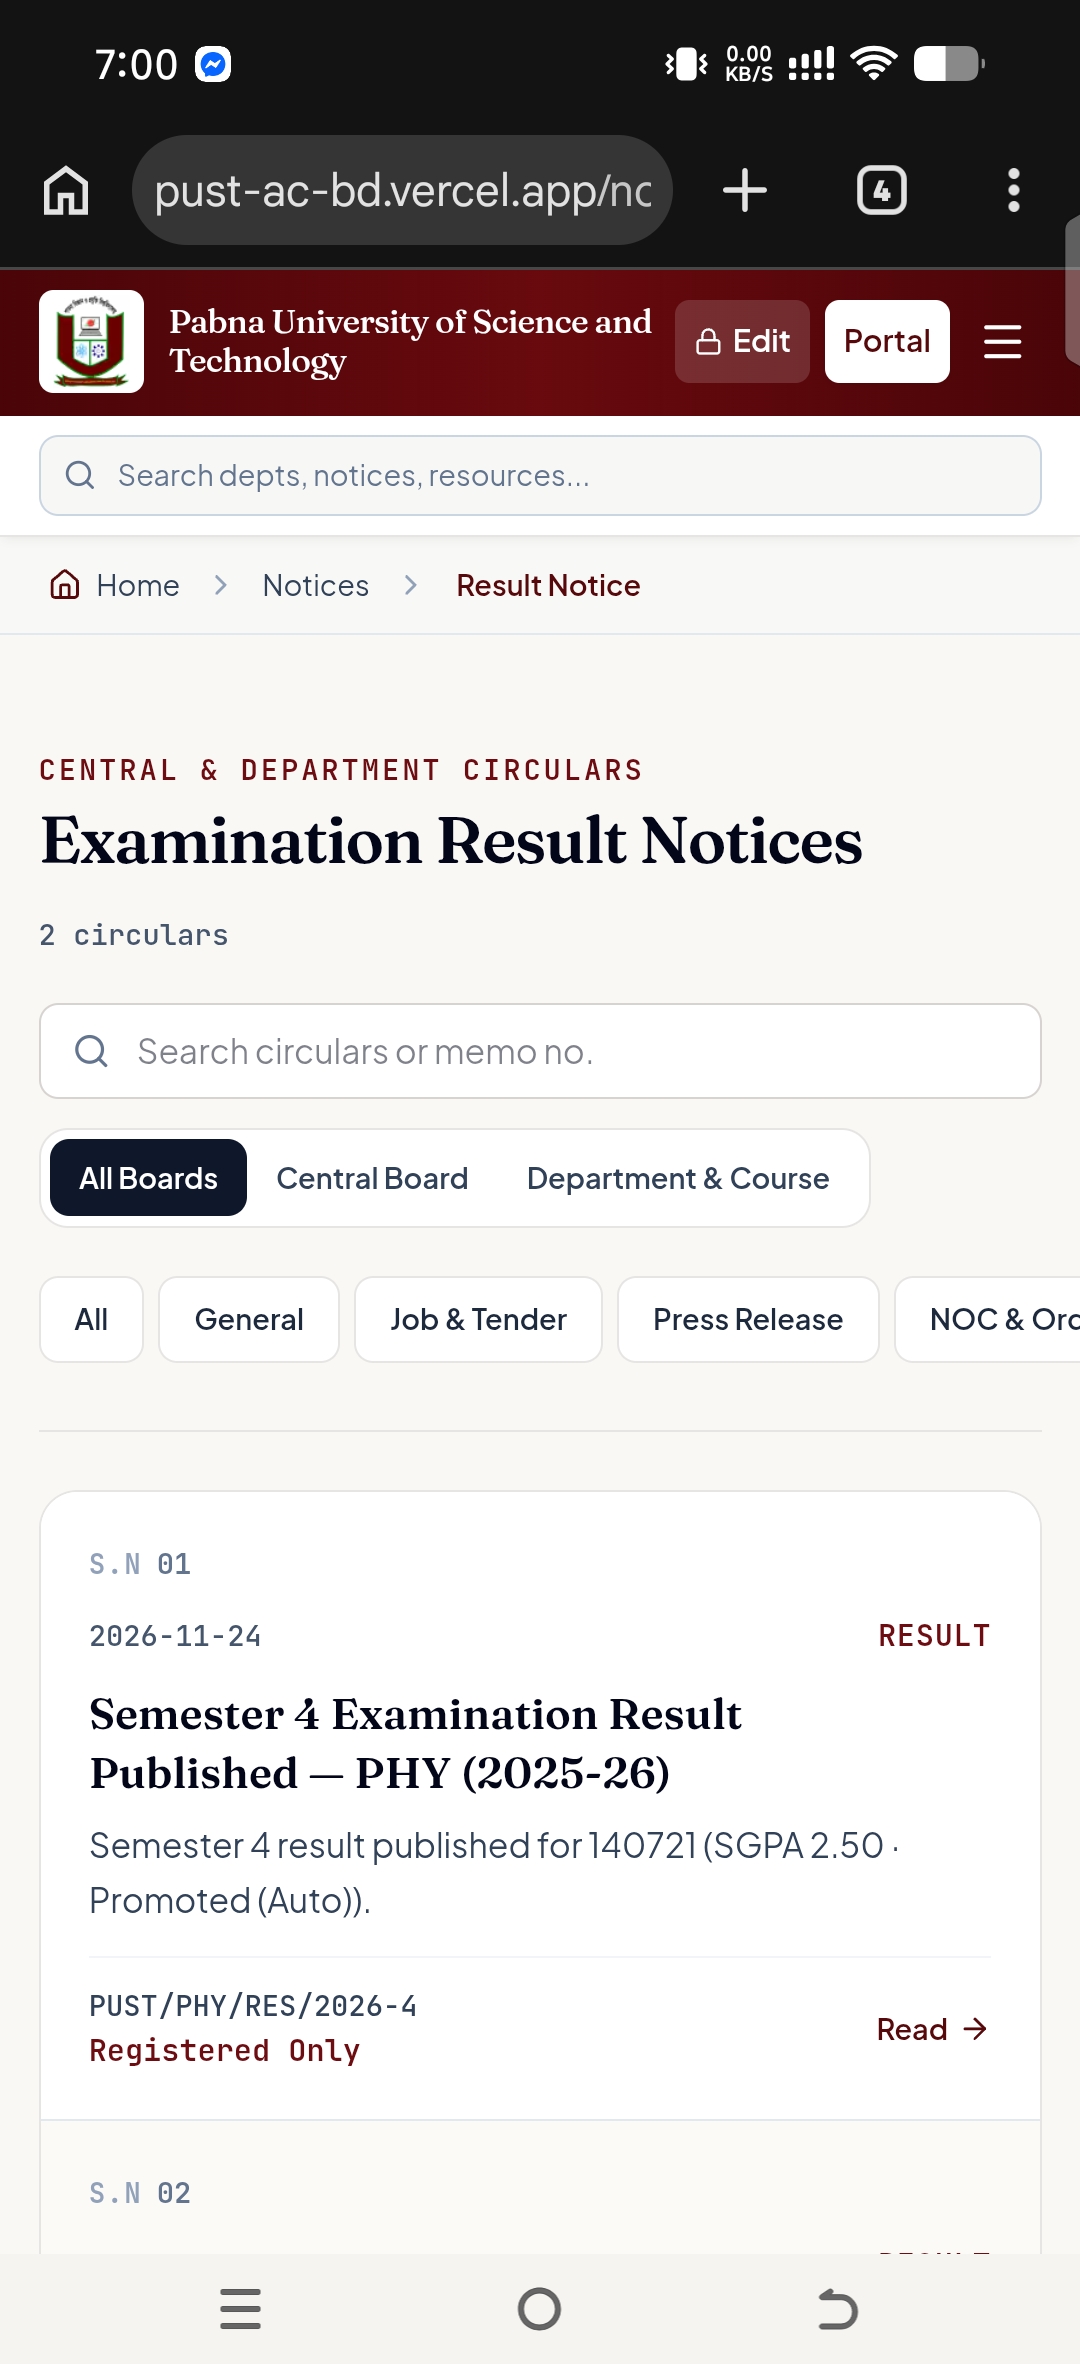 7:00
0.00
KB/S
pust-ac-bd.vercel.app/no
4
Pabna University of Science and
Technology
Edit
Portal
Search depts, notices, resources...
Home
Notices
Result Notice
CENTRAL & DEPARTMENT CIRCULARS
Examination Result Notices
2 circulars
Search circulars or memo no.
All Boards
Central Board
Department & Course
All
General
Job & Tender
Press Release
NOC & Ord
S.N 01
2026-11-24
RESULT
Semester 4 Examination Result
Published — PHY (2025-26)
Semester 4 result published for 140721 (SGPA 2.50 ·
Promoted (Auto)).
PUST/PHY/RES/2026-4
Registered Only
Read →
S.N 02